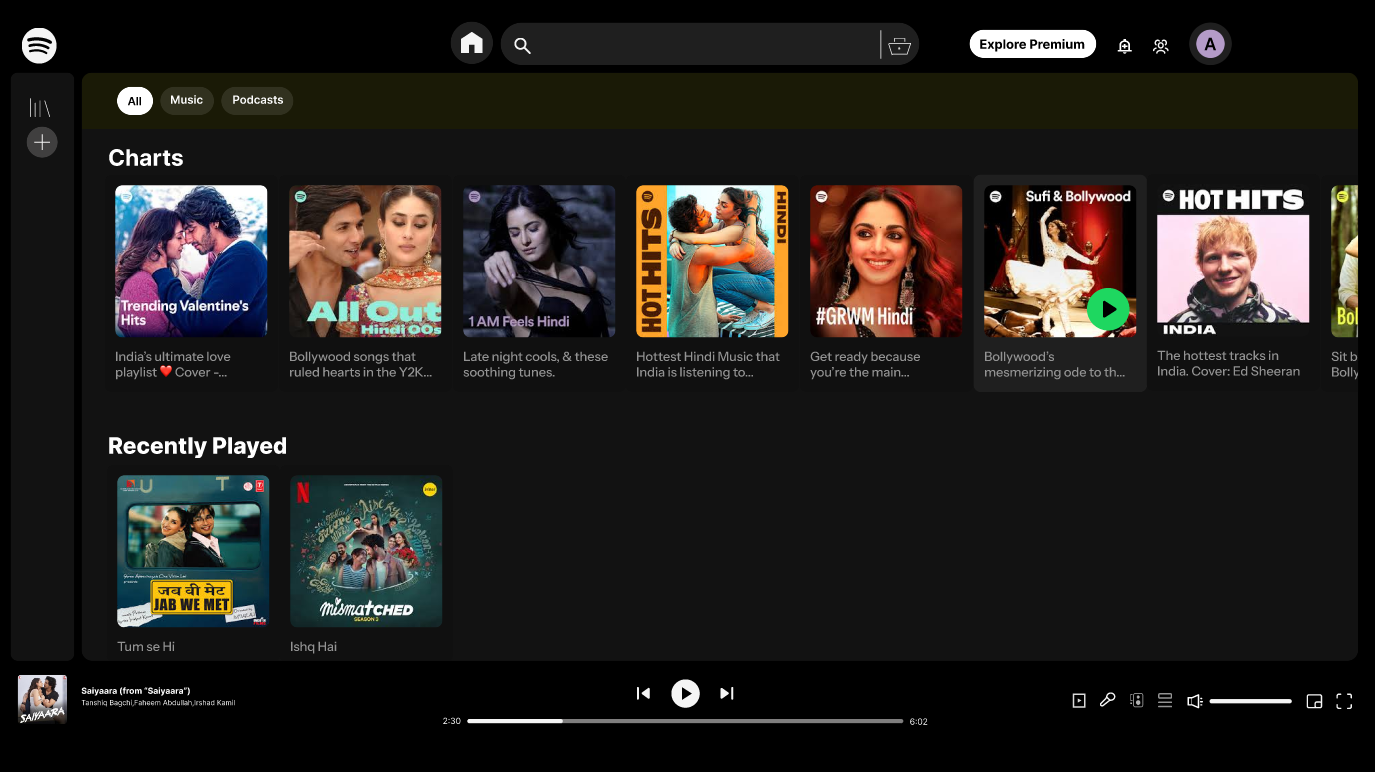 Explore Premium
A
All
Music
Podcasts
Charts
Trending Valentine's
Hits
All Out
Hindi 00s
1 AM Feels Hindi
HOT HITS
HINDI
#GRWM Hindi
Sufi & Bollywood
HOT HITS
INDIA
Bol
India's ultimate love
playlist ❤️ Cover -...
Bollywood songs that
ruled hearts in the Y2K...
Late night cools, & these
soothing tunes.
Hottest Hindi Music that
India is listening to...
Get ready because
you're the main...
Bollywood's
mesmerizing ode to th...
The hottest tracks in
India. Cover: Ed Sheeran
Sit b
Bolly
Recently Played
U T
जब वी मेट
JAB WE MET
N
MISMATCHED
SEASON 3
Tum se Hi
Ishq Hai
SAIYAARA
Saiyaara (from "Saiyaara")
Tanshiq Bagchi,Faheem Abdullah,Irshad Kamil
2:30
6:02